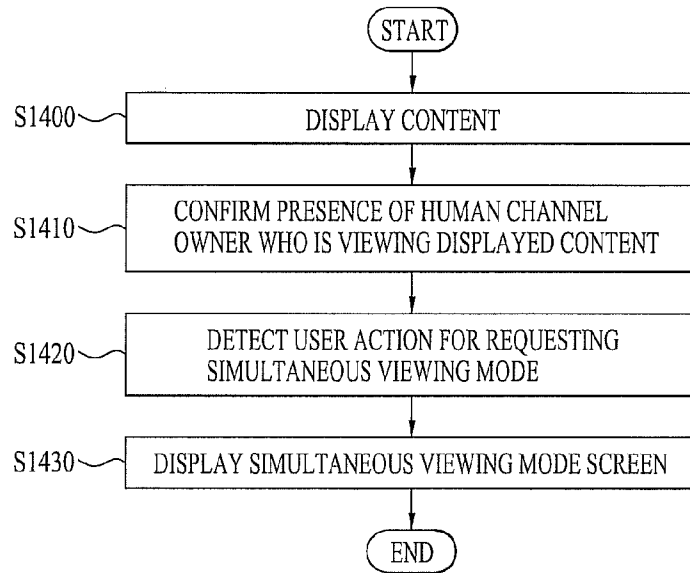 START
S1400
DISPLAY CONTENT
S1410
CONFIRM PRESENCE OF HUMAN CHANNEL
OWNER WHO IS VIEWING DISPLAYED CONTENT
S1420
DETECT USER ACTION FOR REQUESTING
SIMULTANEOUS VIEWING MODE
S1430
DISPLAY SIMULTANEOUS VIEWING MODE SCREEN
END